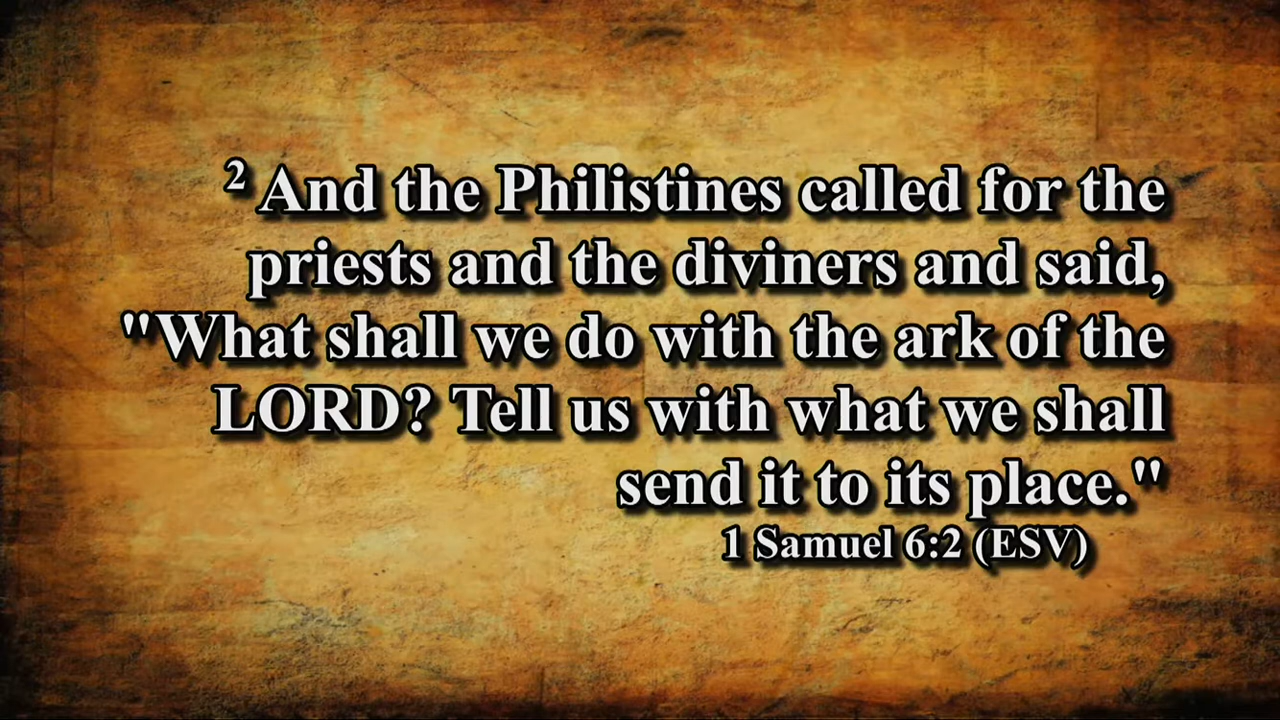 ² And the Philistines called for the
priests and the diviners and said,
"What shall we do with the ark of the
LORD? Tell us with what we shall
send it to its place."
1 Samuel 6:2 (ESV)